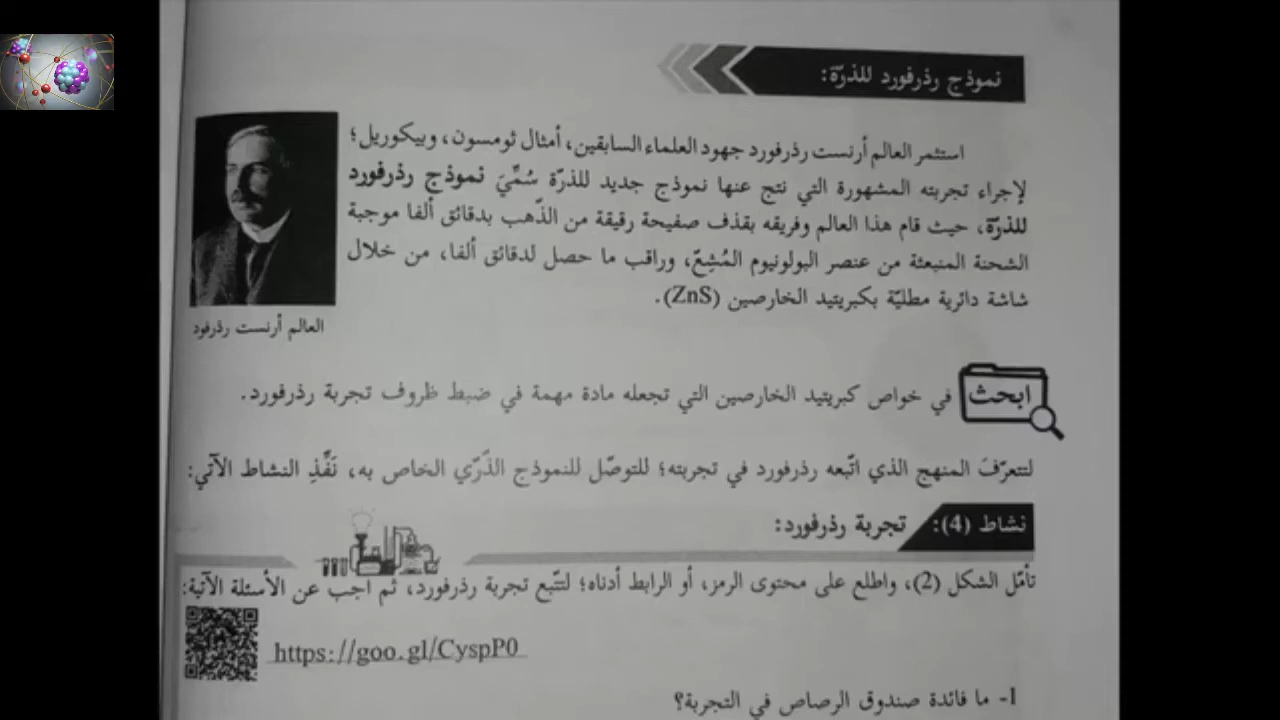 نموذج رذرفورد للذرّة:
استثمر العالم أرنست رذرفورد جهود العلماء السابقين، أمثال ثومسون، وبيكوريل؛
لإجراء تجربته المشهورة التي نتج عنها نموذج جديد للذرّة سُمِّيَ نموذج رذرفورد
للذرّة، حيث قام هذا العالم وفريقه بقذف صفيحة رقيقة من الذّهب بدقائق ألفا موجبة
الشحنة المنبعثة من عنصر البولونيوم المُشِعّ، وراقب ما حصل لدقائق ألفا، من خلال
شاشة دائرية مطليّة بكبريتيد الخارصين (ZnS).
العالم أرنست رذرفود
ابحث في خواص كبريتيد الخارصين التي تجعله مادة مهمة في ضبط ظروف تجربة رذرفورد.
لتتعرّفَ المنهج الذي اتّبعه رذرفورد في تجربته؛ للتوصّل للنموذج الذَرّي الخاص به، نَفِّذِ النشاط الآتي:
نشاط (4): تجربة رذرفورد:
تأمّل الشكل (2)، واطلع على محتوى الرمز، أو الرابط أدناه؛ لتتّبع تجربة رذرفورد، ثم أجب عن الأسئلة الآتية:
https://goo.gl/CyspP0
1- ما فائدة صندوق الرصاص في التجربة؟